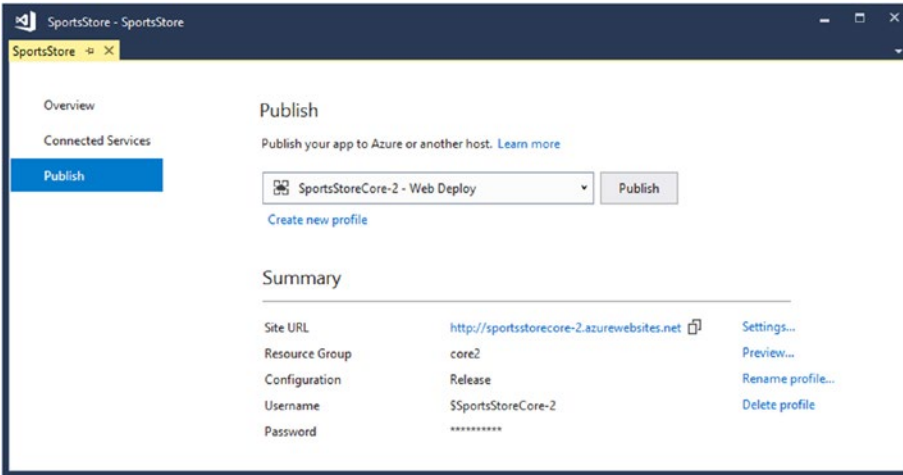 SportsStore - SportsStore
SportsStore
Overview
Connected Services
Publish
Publish
Publish your app to Azure or another host. Learn more
SportsStoreCore-2 - Web Deploy
Publish
Create new profile
Summary
Site URL http://sportsstorecore-2.azurewebsites.net Settings...
Resource Group core2 Preview...
Configuration Release Rename profile...
Username $SportsStoreCore-2 Delete profile
Password **********